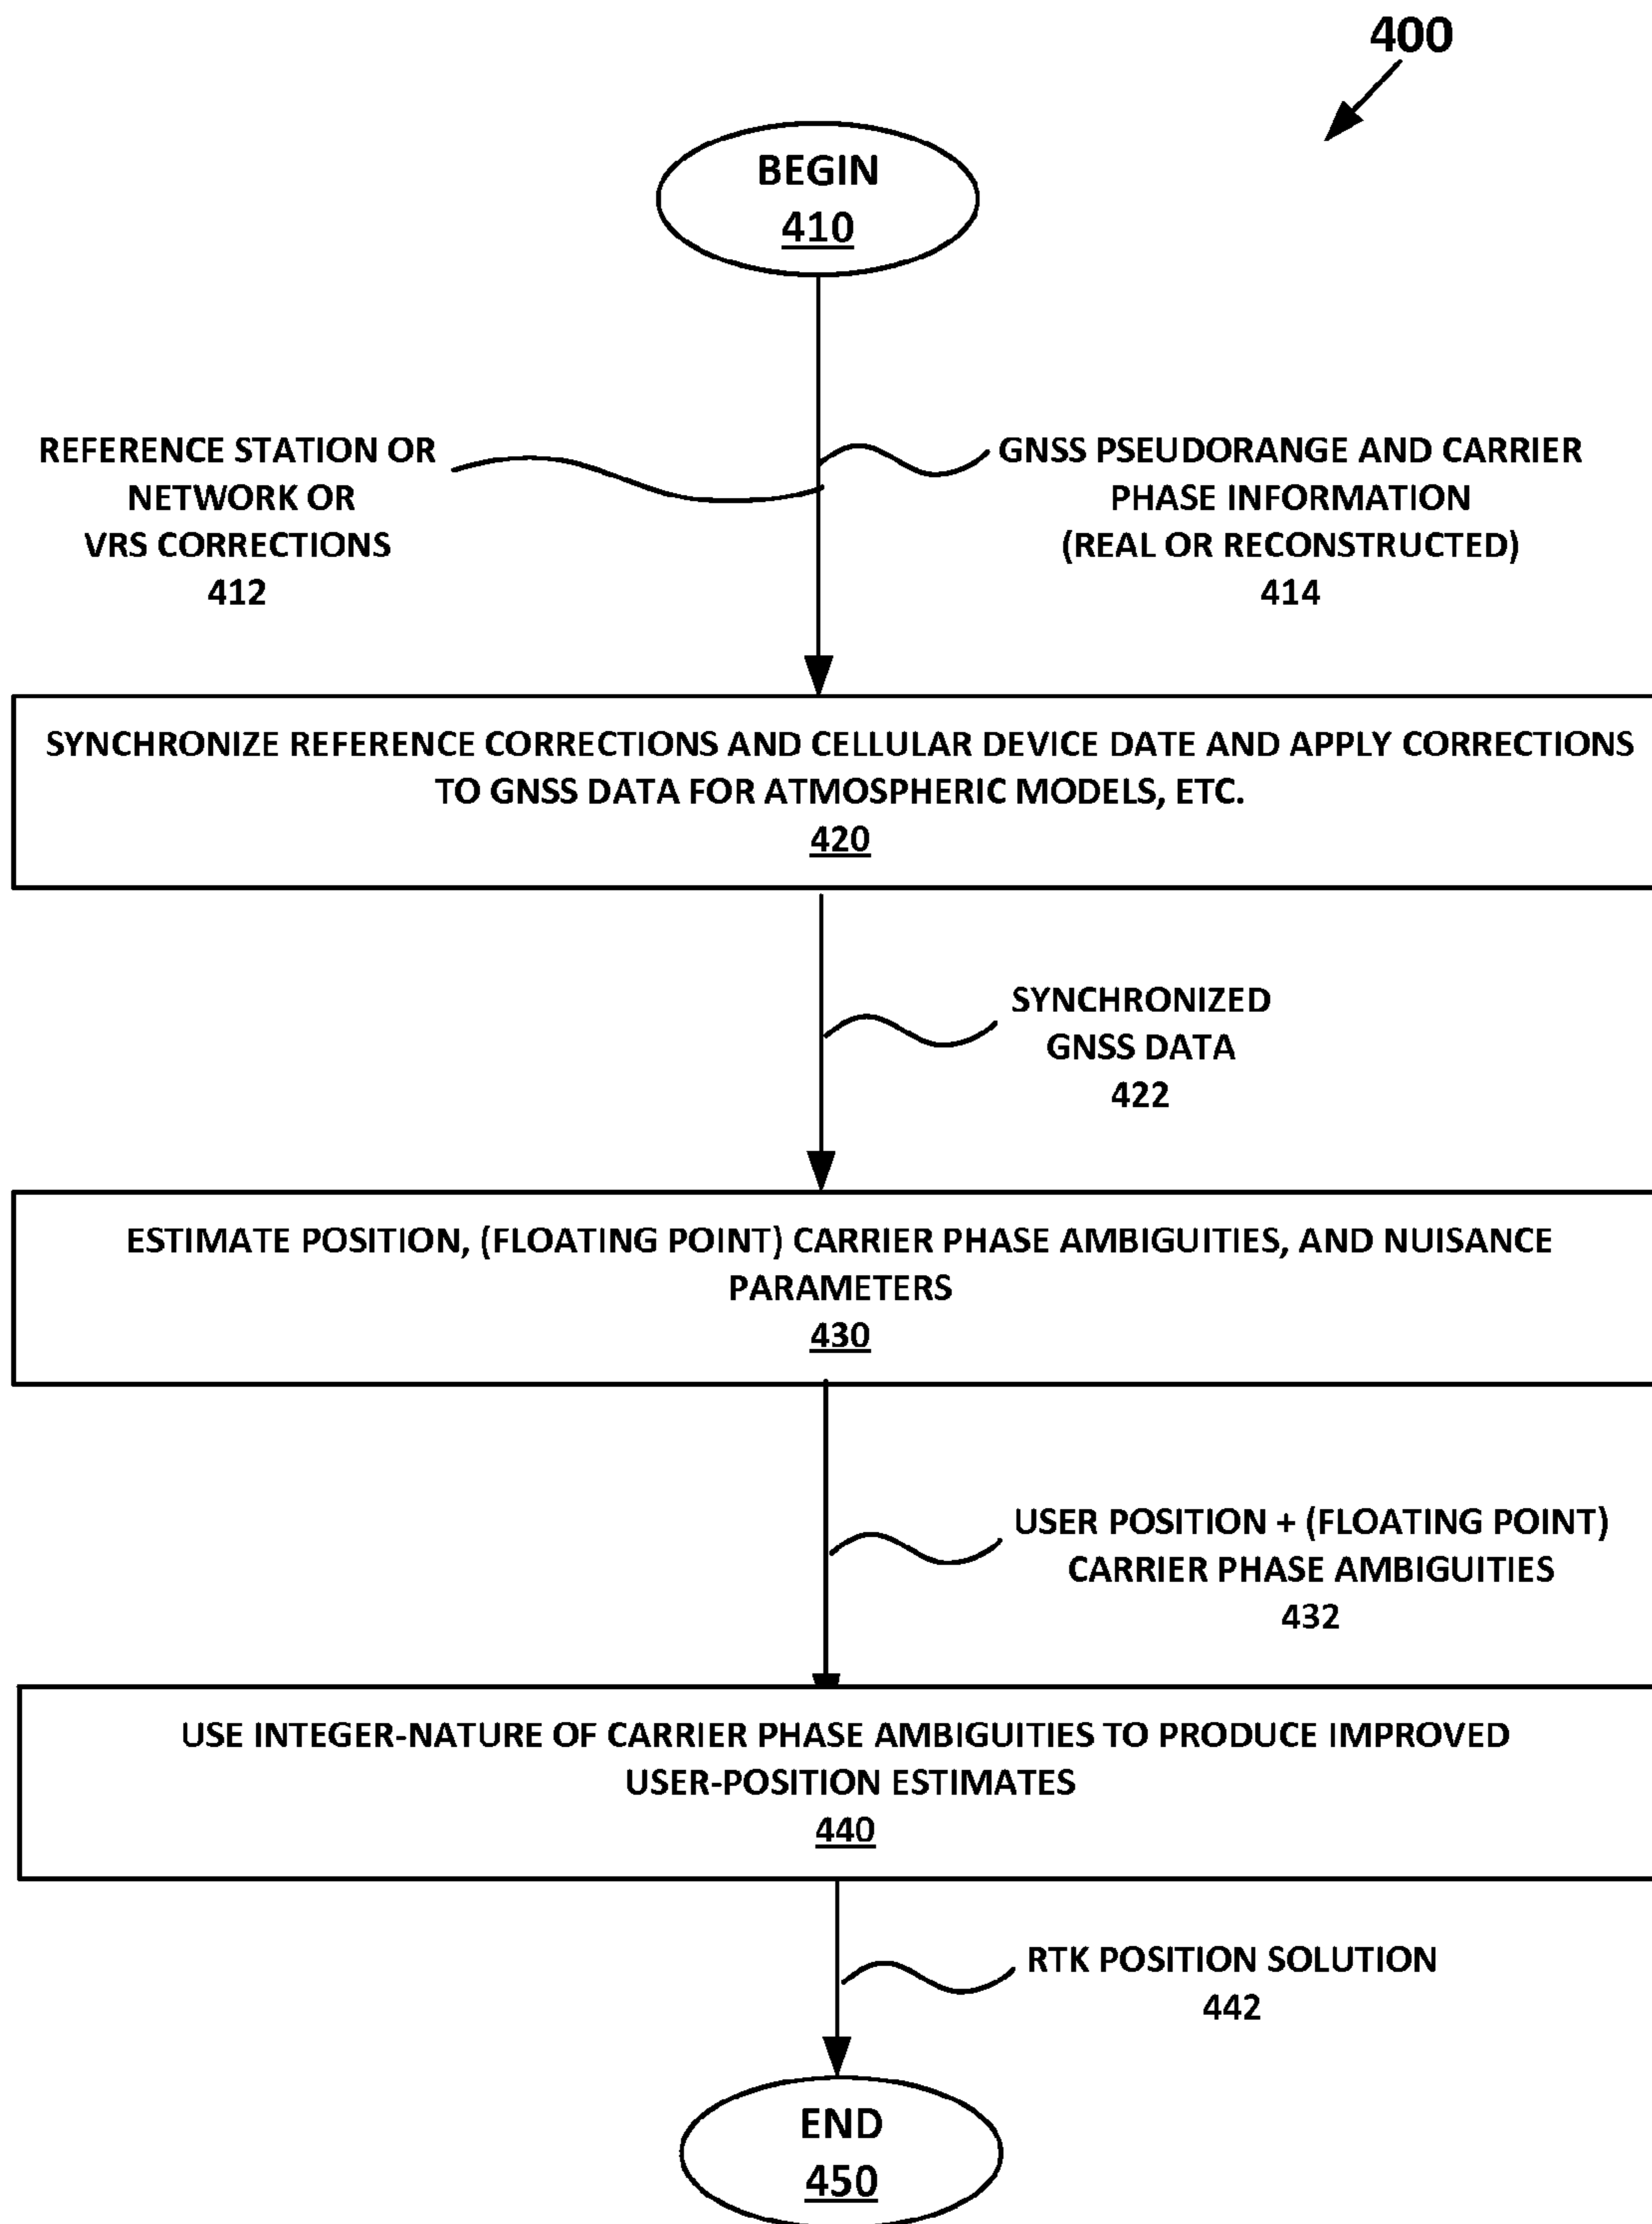 400
BEGIN
410
REFERENCE STATION OR
NETWORK OR
VRS CORRECTIONS
412
GNSS PSEUDORANGE AND CARRIER
PHASE INFORMATION
(REAL OR RECONSTRUCTED)
414
SYNCHRONIZE REFERENCE CORRECTIONS AND CELLULAR DEVICE DATE AND APPLY CORRECTIONS
TO GNSS DATA FOR ATMOSPHERIC MODELS, ETC.
420
SYNCHRONIZED
GNSS DATA
422
ESTIMATE POSITION, (FLOATING POINT) CARRIER PHASE AMBIGUITIES, AND NUISANCE
PARAMETERS
430
USER POSITION + (FLOATING POINT)
CARRIER PHASE AMBIGUITIES
432
USE INTEGER-NATURE OF CARRIER PHASE AMBIGUITIES TO PRODUCE IMPROVED
USER-POSITION ESTIMATES
440
RTK POSITION SOLUTION
442
END
450